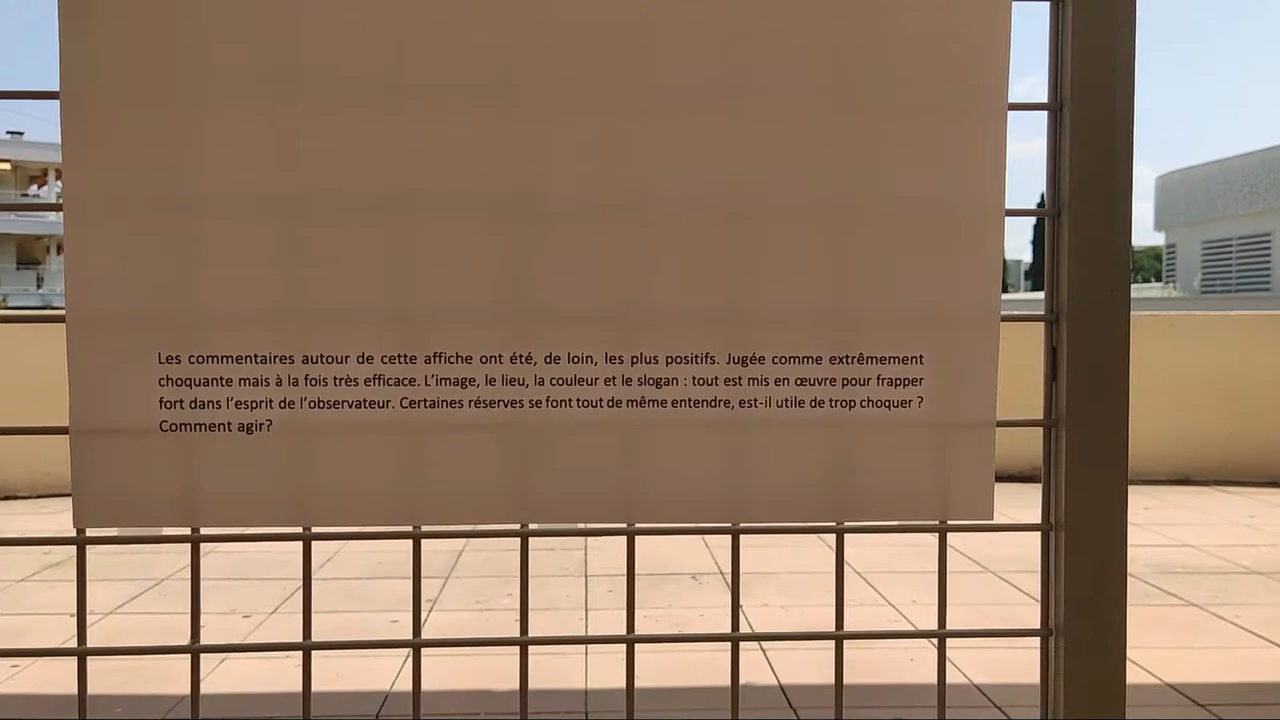 Les commentaires autour de cette affiche ont été, de loin, les plus positifs. Jugée comme extrêmement
choquante mais à la fois très efficace. L’image, le lieu, la couleur et le slogan : tout est mis en œuvre pour frapper
fort dans l’esprit de l’observateur. Certaines réserves se font tout de même entendre, est-il utile de trop choquer ?
Comment agir?